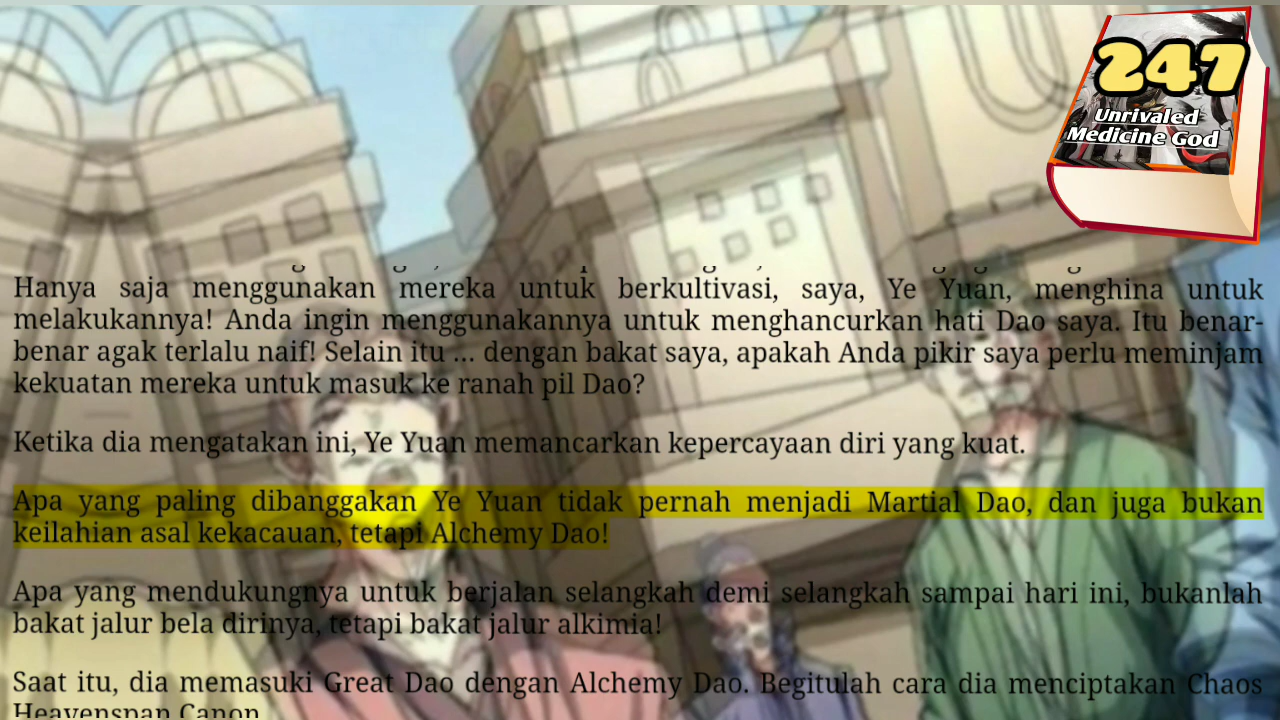 247
Unrivaled
Medicine God
Hanya saja menggunakan mereka untuk berkultivasi, saya, Ye Yuan, menghina untuk
melakukannya! Anda ingin menggunakannya untuk menghancurkan hati Dao saya. Itu benar-
benar agak terlalu naif! Selain itu ... dengan bakat saya, apakah Anda pikir saya perlu meminjam
kekuatan mereka untuk masuk ke ranah pil Dao?
Ketika dia mengatakan ini, Ye Yuan memancarkan kepercayaan diri yang kuat.
Apa yang paling dibanggakan Ye Yuan tidak pernah menjadi Martial Dao, dan juga bukan
keilahian asal kekacauan, tetapi Alchemy Dao!
Apa yang mendukungnya untuk berjalan selangkah demi selangkah sampai hari ini, bukanlah
bakat jalur bela dirinya, tetapi bakat jalur alkimia!
Saat itu, dia memasuki Great Dao dengan Alchemy Dao. Begitulah cara dia menciptakan Chaos
Heavenspan Canon